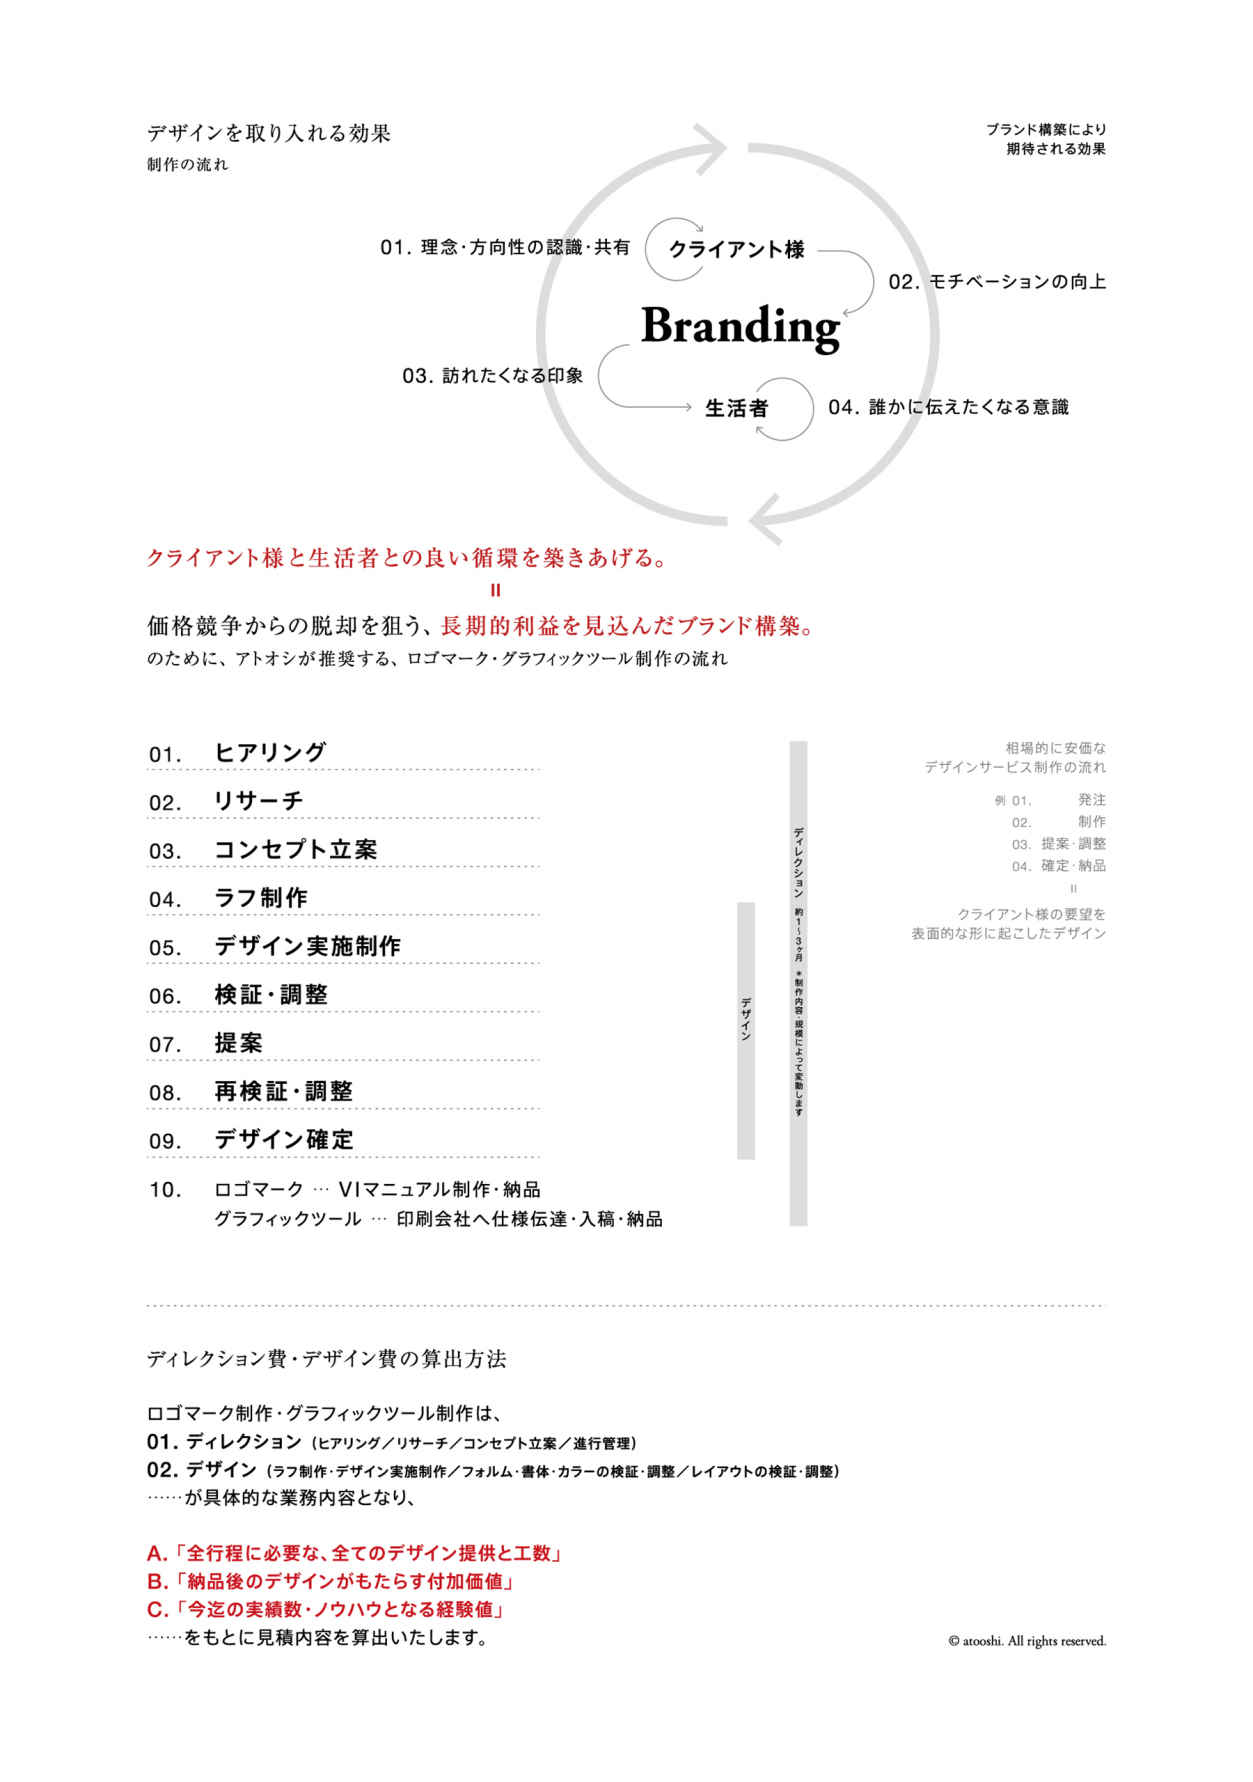 デザインを取り入れる効果
制作の流れ
ブランド構築により
期待される効果
01. 理念・方向性の認識・共有
クライアント様
02. モチベーションの向上
Branding
03. 訪れたくなる印象
生活者
04. 誰かに伝えたくなる意識
クライアント様と生活者との良い循環を築きあげる。
=
価格競争からの脱却を狙う、長期的利益を見込んだブランド構築。
のために、アトオシが推奨する、ロゴマーク・グラフィックツール制作の流れ
01. ヒアリング
02. リサーチ
03. コンセプト立案
04. ラフ制作
05. デザイン実施制作
06. 検証・調整
07. 提案
08. 再検証・調整
09. デザイン確定
10. ロゴマーク … VIマニュアル制作・納品
グラフィックツール … 印刷会社へ仕様伝達・入稿・納品
デザイン
ディレクション 約1〜3ヶ月 *制作内容・規模によって変動します
相場的に安価な
デザインサービス制作の流れ
例 01. 発注
02. 制作
03. 提案・調整
04. 確定・納品
=
クライアント様の要望を
表面的な形に起こしたデザイン
ディレクション費・デザイン費の算出方法
ロゴマーク制作・グラフィックツール制作は、
01. ディレクション（ヒアリング／リサーチ／コンセプト立案／進行管理）
02. デザイン（ラフ制作・デザイン実施制作／フォルム・書体・カラーの検証・調整／レイアウトの検証・調整）
……が具体的な業務内容となり、
A.「全行程に必要な、全てのデザイン提供と工数」
B.「納品後のデザインがもたらす付加価値」
C.「今迄の実績数・ノウハウとなる経験値」
……をもとに見積内容を算出いたします。
© atooshi. All rights reserved.